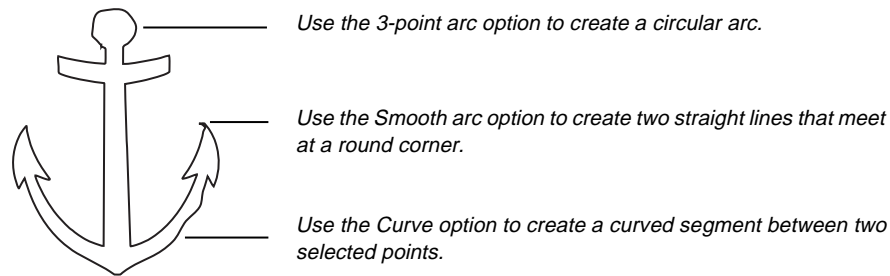 Use the 3-point arc option to create a circular arc.
Use the Smooth arc option to create two straight lines that meet
at a round corner.
Use the Curve option to create a curved segment between two
selected points.